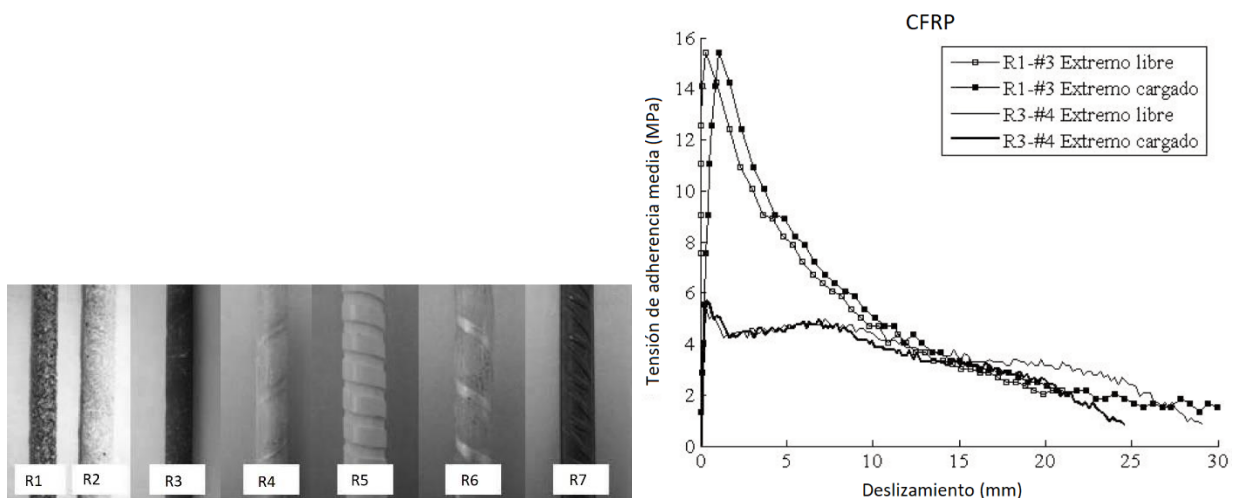 R1
R2
R3
R4
R5
R6
R7
CFRP
Tensión de adherencia media (MPa)
16
14
12
10
8
6
4
2
0
R1-#3 Extremo libre
R1-#3 Extremo cargado
R3-#4 Extremo libre
R3-#4 Extremo cargado
0 5 10 15 20 25 30
Deslizamiento (mm)